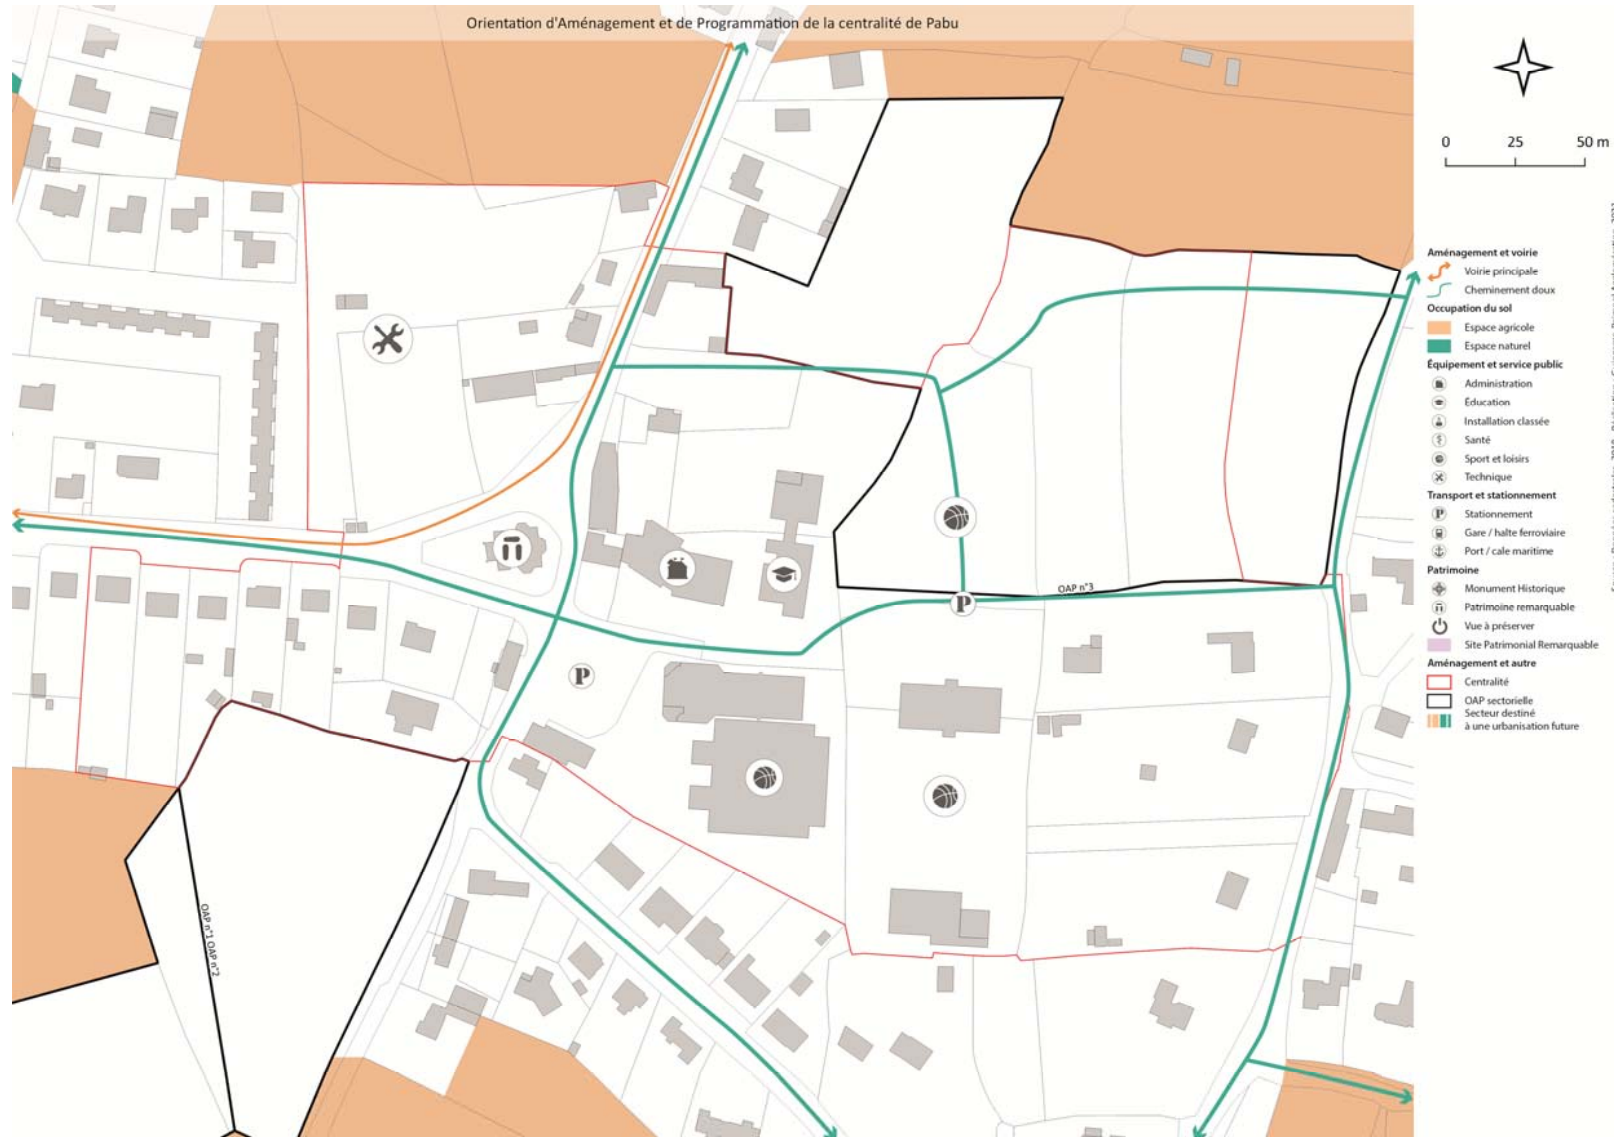 Orientation d'Aménagement et de Programmation de la centralité de Pabu
0 25 50 m
Aménagement et voirie
Voirie principale
Cheminement doux
Occupation du sol
Espace agricole
Espace naturel
Équipement et service public
Administration
Éducation
Installation classée
Santé
Sport et loisirs
Technique
Transport et stationnement
P Stationnement
Gare / halte ferroviaire
Port / cale maritime
Patrimoine
Monument Historique
Patrimoine remarquable
Vue à préserver
Site Patrimonial Remarquable
Aménagement et autre
Centralité
OAP sectorielle
Secteur destiné
à une urbanisation future
OAP n°3
P
P
OAP n°1 OAP n°2